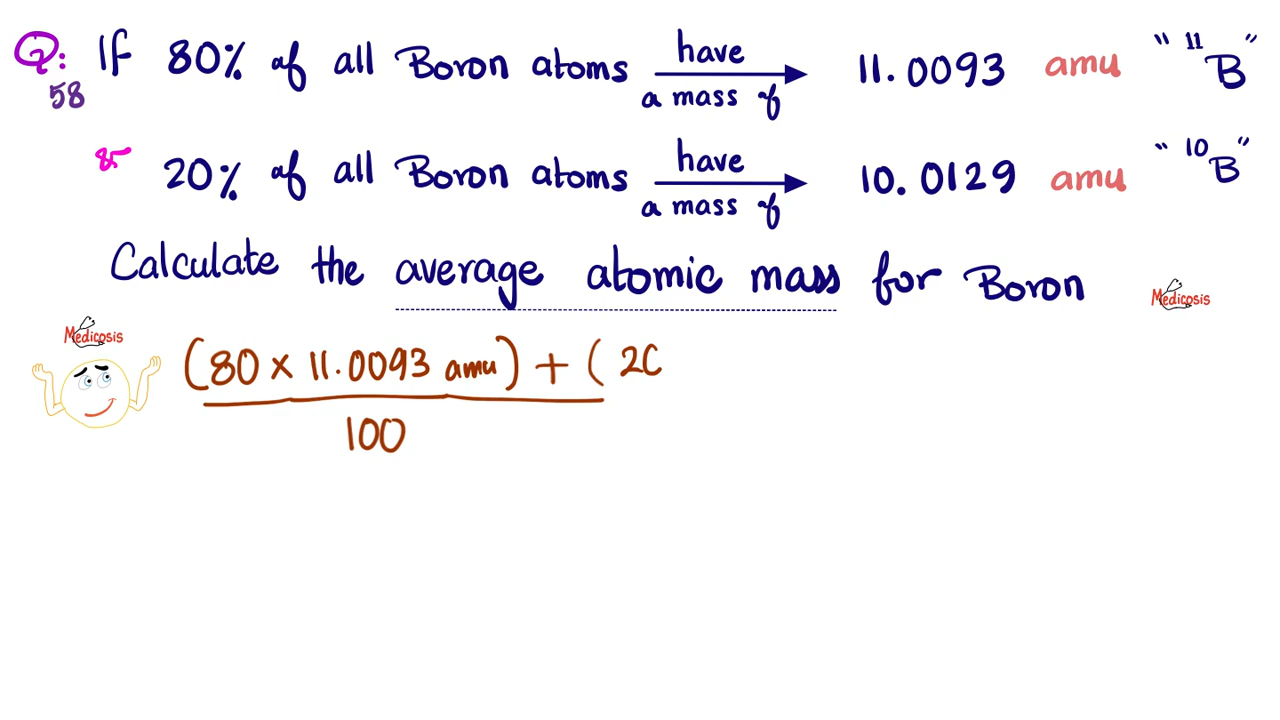 Q: If 80% of all Boron atoms have a mass of 11.0093 amu " 11B "
58
& 20% of all Boron atoms have a mass of 10.0129 amu " 10B "
Calculate the average atomic mass for Boron
Medicosis
Medicosis
(80 × 11.0093 amu) + ( 20
100